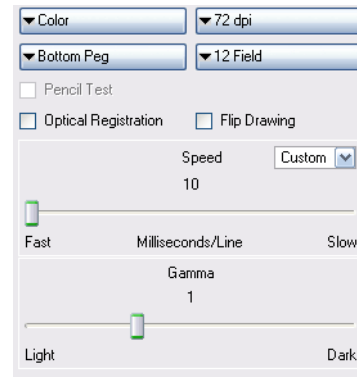 Color 72 dpi
Bottom Peg 12 Field
Pencil Test
Optical Registration Flip Drawing
Speed Custom
10
Fast Milliseconds/Line Slow
Gamma
1
Light Dark